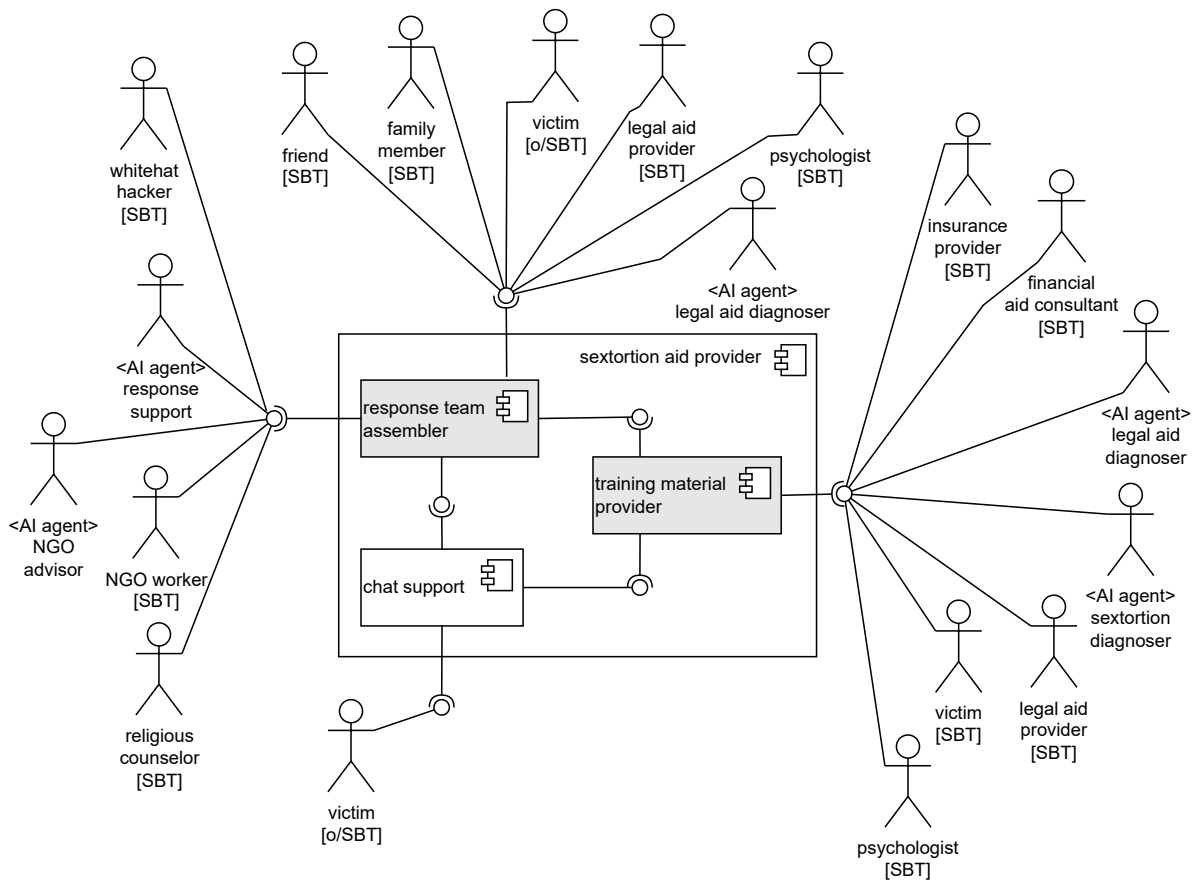 whitehat
hacker
[SBT]
friend
[SBT]
family
member
[SBT]
victim
[o/SBT]
legal aid
provider
[SBT]
psychologist
[SBT]
<AI agent>
legal aid diagnoser
insurance
provider
[SBT]
financial
aid consultant
[SBT]
<AI agent>
response
support
sextortion aid provider
response team
assembler
training material
provider
chat support
<AI agent>
legal aid
diagnoser
<AI agent>
NGO
advisor
NGO worker
[SBT]
<AI agent>
sextortion
diagnoser
religious
counselor
[SBT]
victim
[o/SBT]
victim
[SBT]
legal aid
provider
[SBT]
psychologist
[SBT]